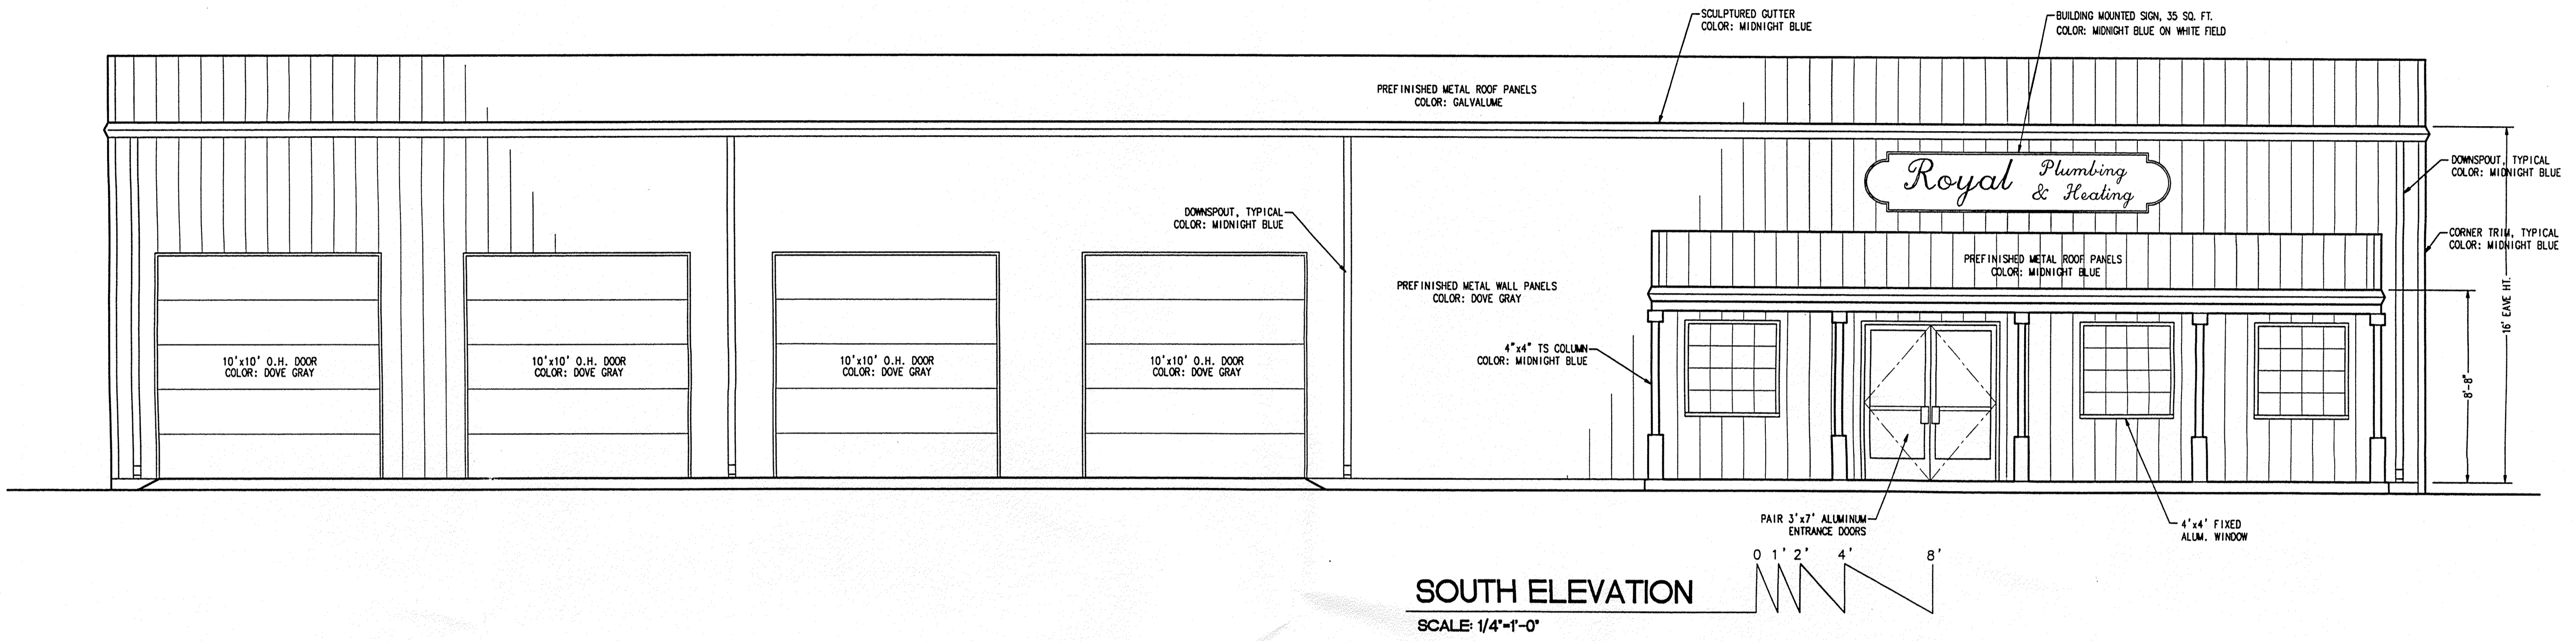 SCULPTURED GUTTER
COLOR: MIDNIGHT BLUE
BUILDING MOUNTED SIGN, 35 SQ. FT.
COLOR: MIDNIGHT BLUE ON WHITE FIELD
PREFINISHED METAL ROOF PANELS
COLOR: GALVALUME
Royal Plumbing
& Heating
DOWNSPOUT, TYPICAL
COLOR: MIDNIGHT BLUE
DOWNSPOUT, TYPICAL
COLOR: MIDNIGHT BLUE
CORNER TRIM, TYPICAL
COLOR: MIDNIGHT BLUE
PREFINISHED METAL ROOF PANELS
COLOR: MIDNIGHT BLUE
PREFINISHED METAL WALL PANELS
COLOR: DOVE GRAY
16' EAVE HT.
8'-8"
4"x4" TS COLUMN
COLOR: MIDNIGHT BLUE
10'x10' O.H. DOOR
COLOR: DOVE GRAY
10'x10' O.H. DOOR
COLOR: DOVE GRAY
10'x10' O.H. DOOR
COLOR: DOVE GRAY
10'x10' O.H. DOOR
COLOR: DOVE GRAY
PAIR 3'x7' ALUMINUM
ENTRANCE DOORS
4'x4' FIXED
ALUM. WINDOW
0 1' 2' 4' 8'
SOUTH ELEVATION
SCALE: 1/4"=1'-0"